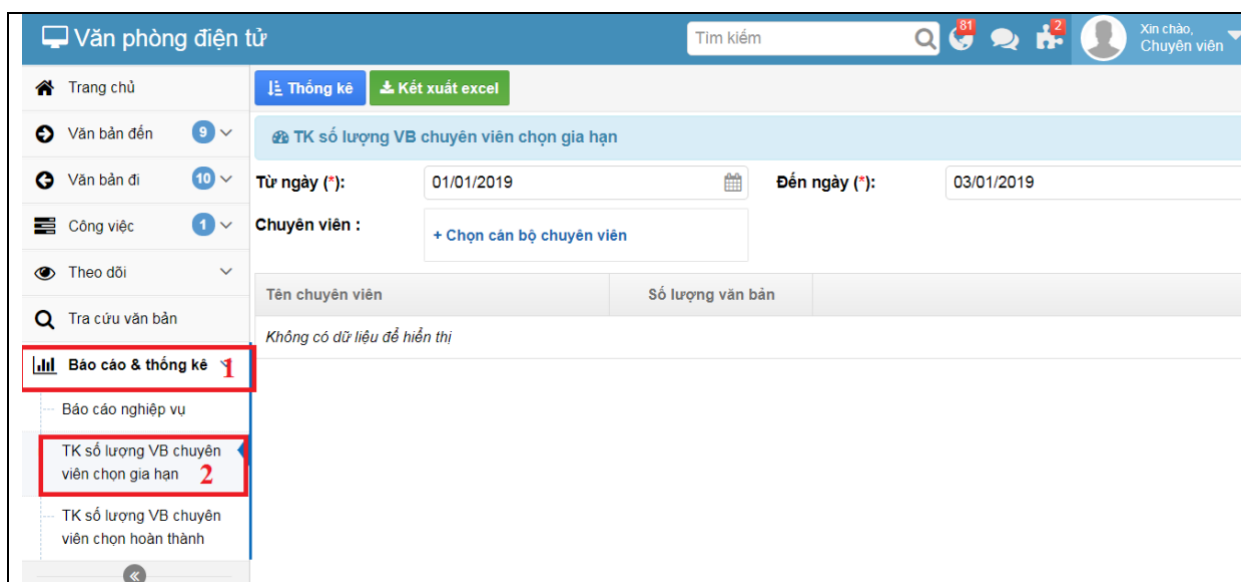 Văn phòng điện tử
Tìm kiếm
81
2
Xin chào,
Chuyên viên
Trang chủ
Văn bản đến 9
Văn bản đi 10
Công việc 1
Theo dõi
Tra cứu văn bản
Báo cáo & thống kê 1
Báo cáo nghiệp vụ
TK số lượng VB chuyên
viên chọn gia hạn 2
TK số lượng VB chuyên
viên chọn hoàn thành
Thống kê Kết xuất excel
TK số lượng VB chuyên viên chọn gia hạn
Từ ngày (*): 01/01/2019 Đến ngày (*): 03/01/2019
Chuyên viên : + Chọn cán bộ chuyên viên
Tên chuyên viên Số lượng văn bản
Không có dữ liệu để hiển thị